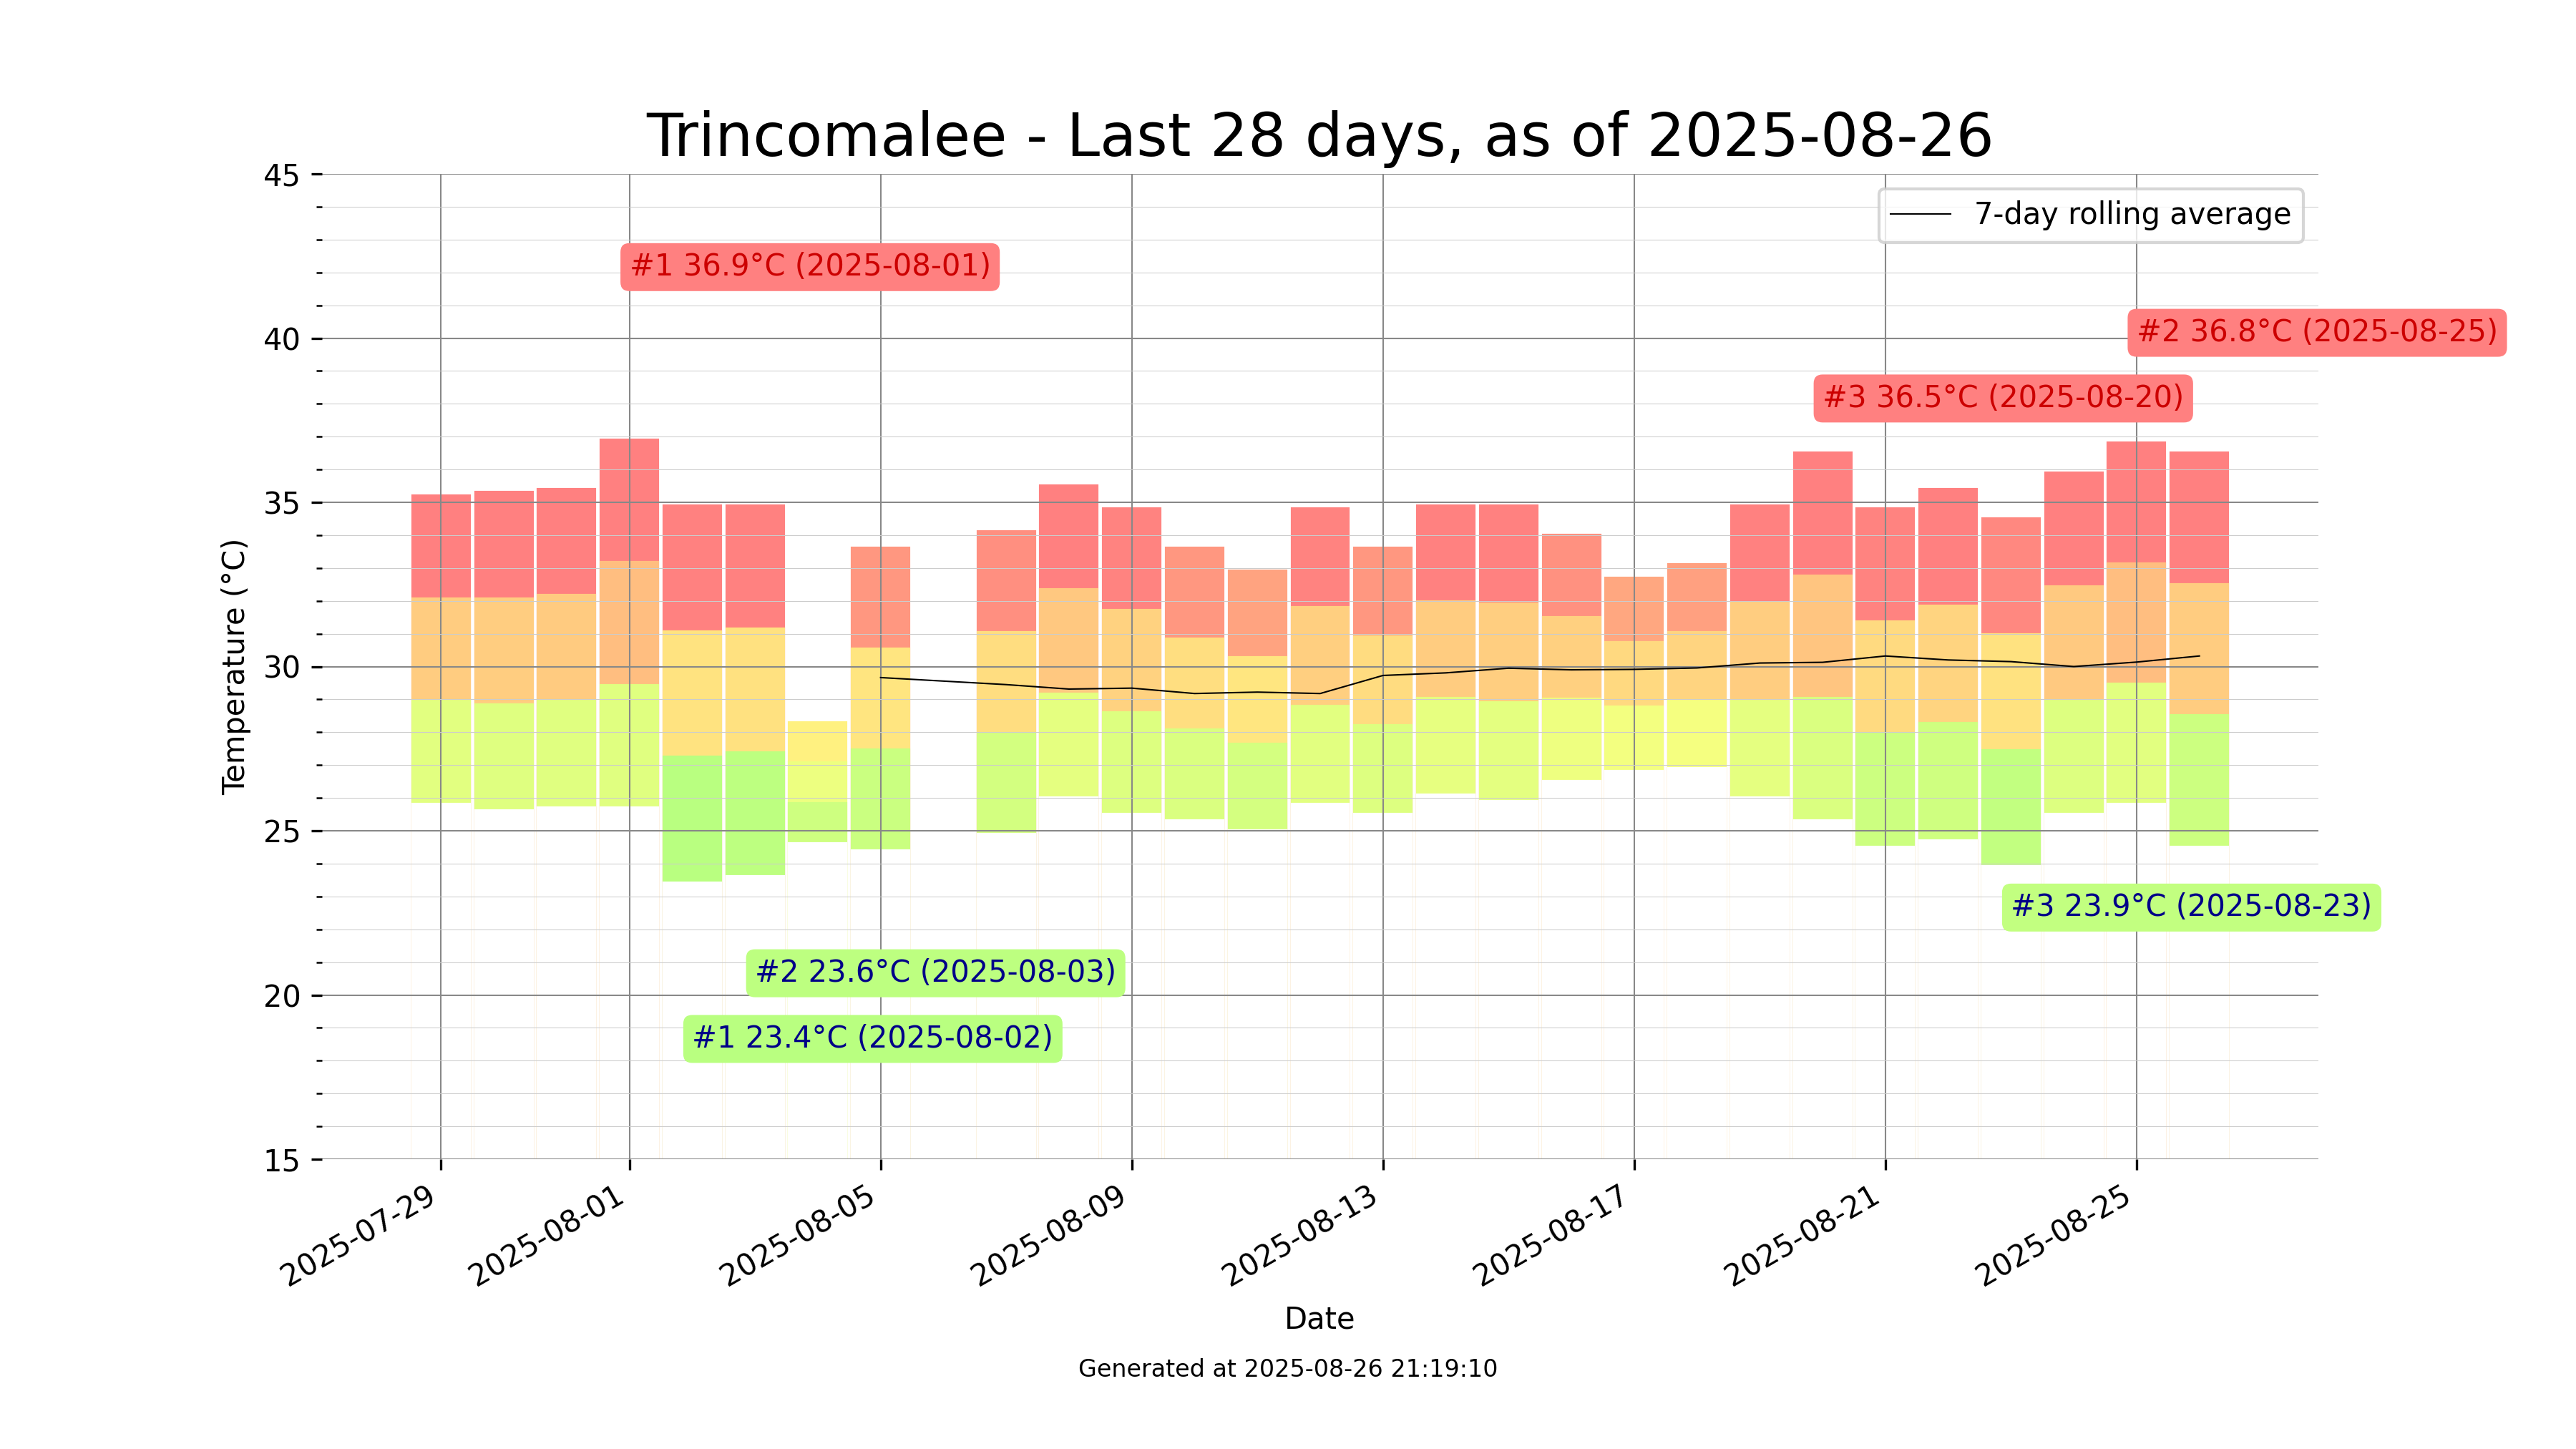 Trincomalee - Last 28 days, as of 2025-08-26
7-day rolling average
#1 36.9°C (2025-08-01)
#2 36.8°C (2025-08-25)
#3 36.5°C (2025-08-20)
#3 23.9°C (2025-08-23)
#2 23.6°C (2025-08-03)
#1 23.4°C (2025-08-02)
Temperature (°C)
45
40
35
30
25
20
15
2025-07-29
2025-08-01
2025-08-05
2025-08-09
2025-08-13
2025-08-17
2025-08-21
2025-08-25
Date
Generated at 2025-08-26 21:19:10